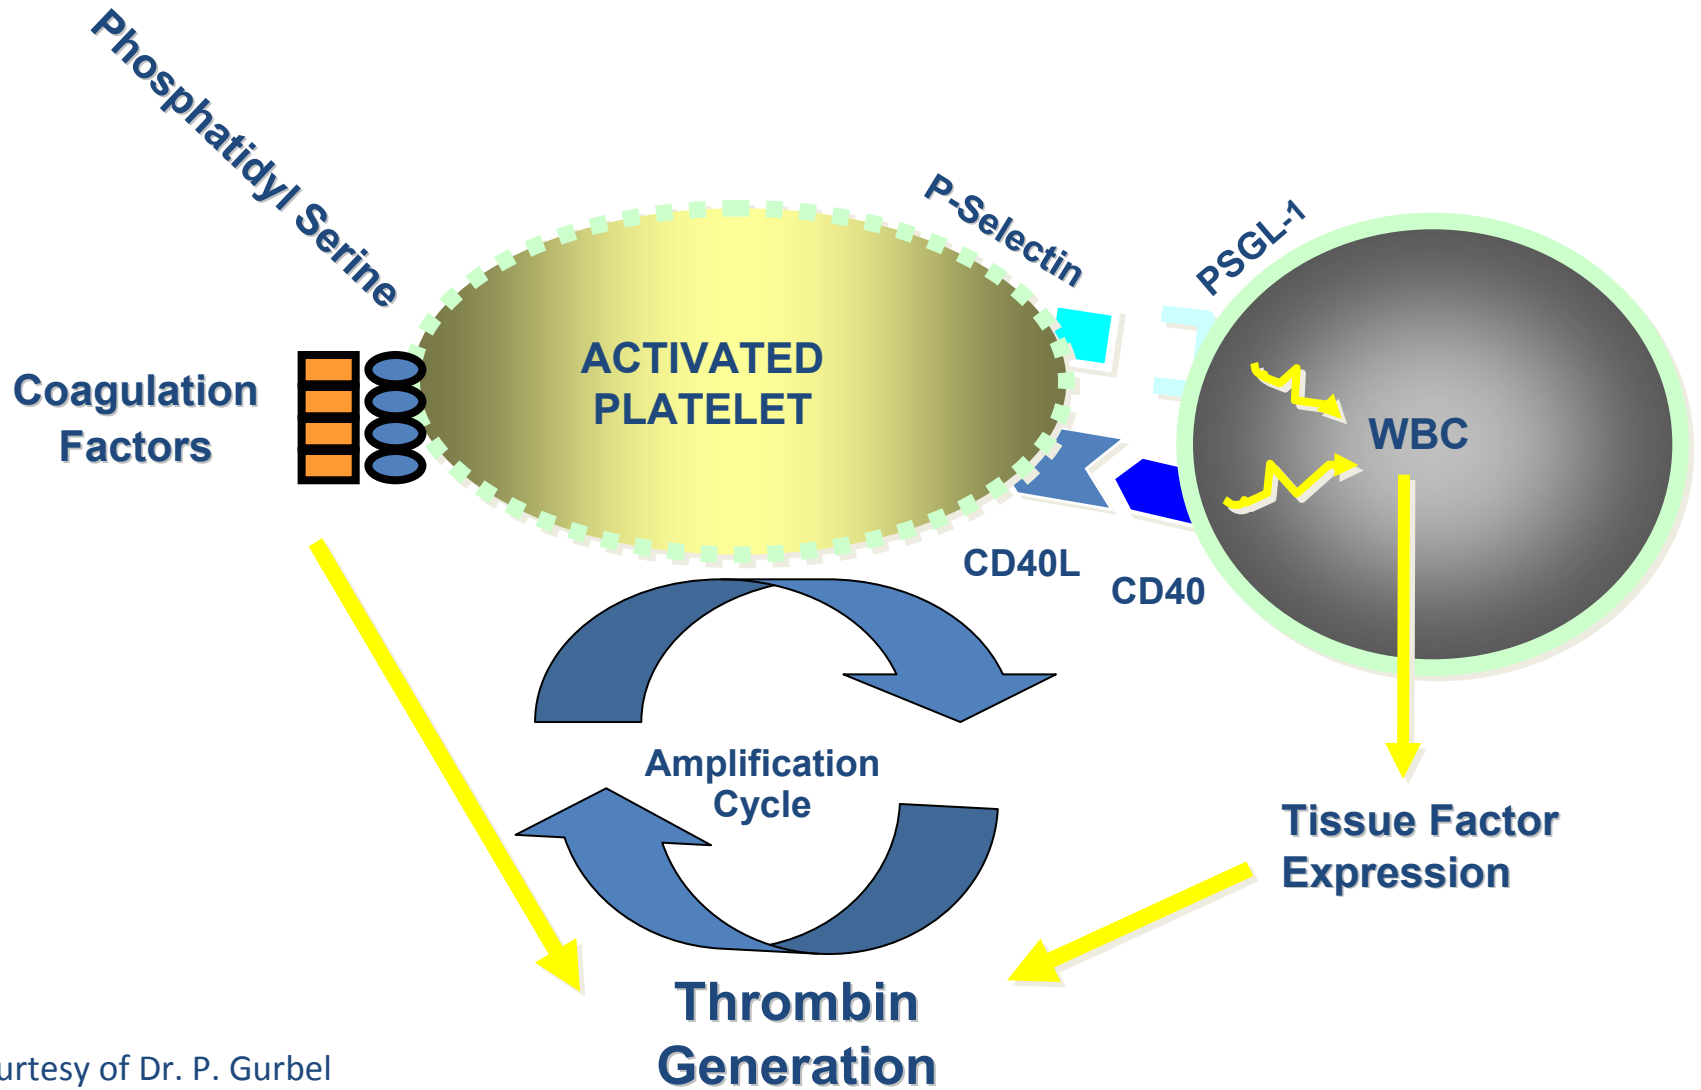 Phosphatidyl Serine
P-Selectin
PSGL-1
ACTIVATED
PLATELET
Coagulation
Factors
WBC
CD40L
CD40
Amplification
Cycle
Tissue Factor
Expression
Thrombin
Generation
of Dr. P. Gurbel